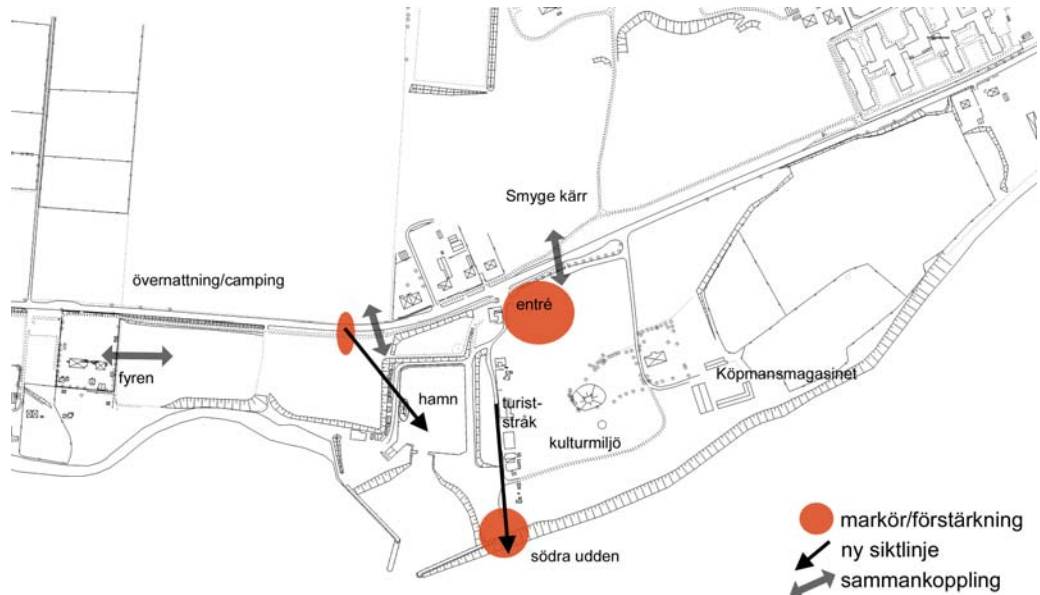 Smyge kärr
övernattning/camping
entré
fyren
hamn
turist-
stråk
Köpmansmagasinet
kulturmiljö
södra udden
markör/förstärkning
ny siktlinje
sammankoppling